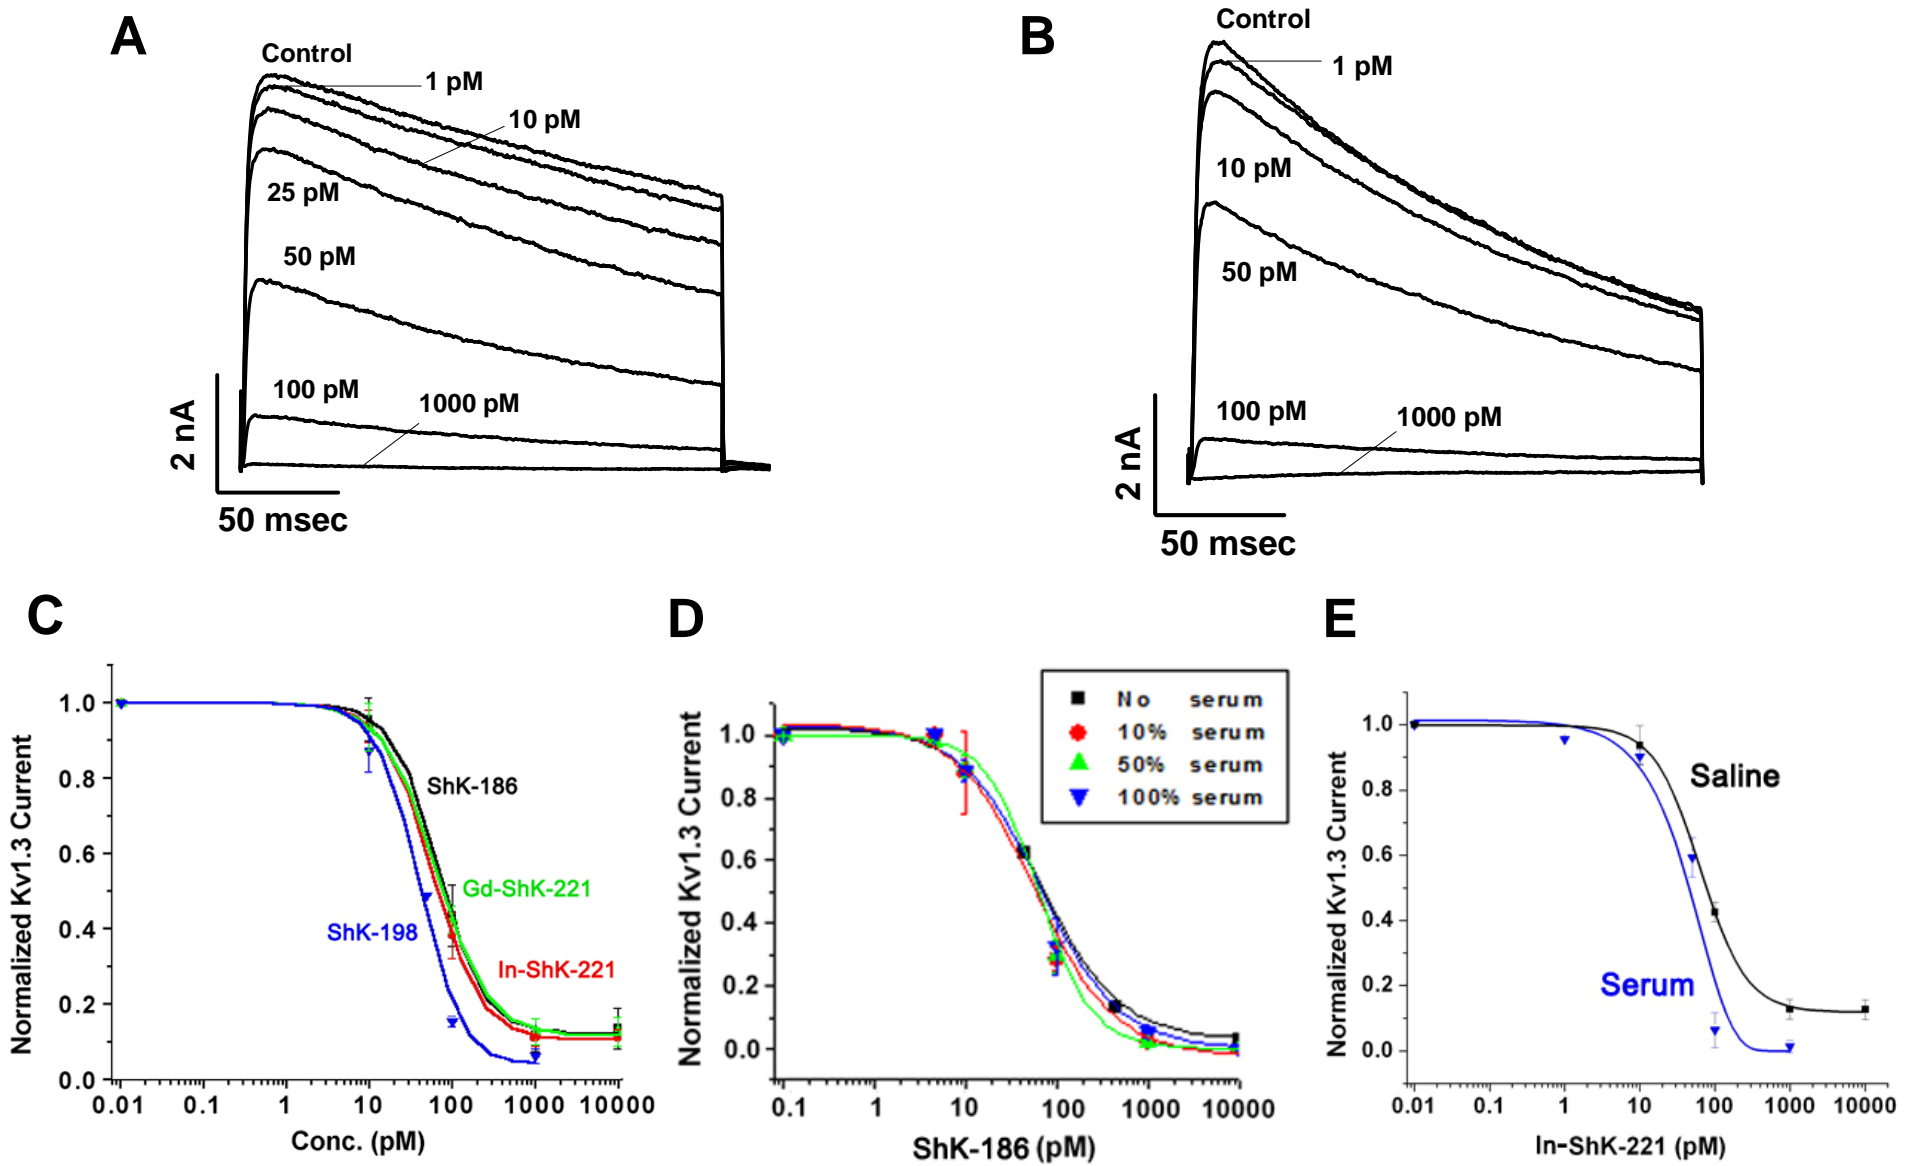 A
Control
1 pM
10 pM
25 pM
50 pM
100 pM
1000 pM
2 nA
50 msec
B
Control
1 pM
10 pM
50 pM
100 pM
1000 pM
2 nA
50 msec
C
Normalized Kv1.3 Current
1.0
0.8
0.6
0.4
0.2
0.0
ShK-186
Gd-ShK-221
ShK-198
In-ShK-221
0.01 0.1 1 10 100 1000 10000
Conc. (pM)
D
Normalized Kv1.3 Current
1.0
0.8
0.6
0.4
0.2
0.0
No serum
10% serum
50% serum
100% serum
0.1 1 10 100 1000 10000
ShK-186 (pM)
E
Normalized Kv1.3 Current
1.0
0.8
0.6
0.4
0.2
0.0
Saline
Serum
0.01 0.1 1 10 100 1000 10000
In-ShK-221 (pM)